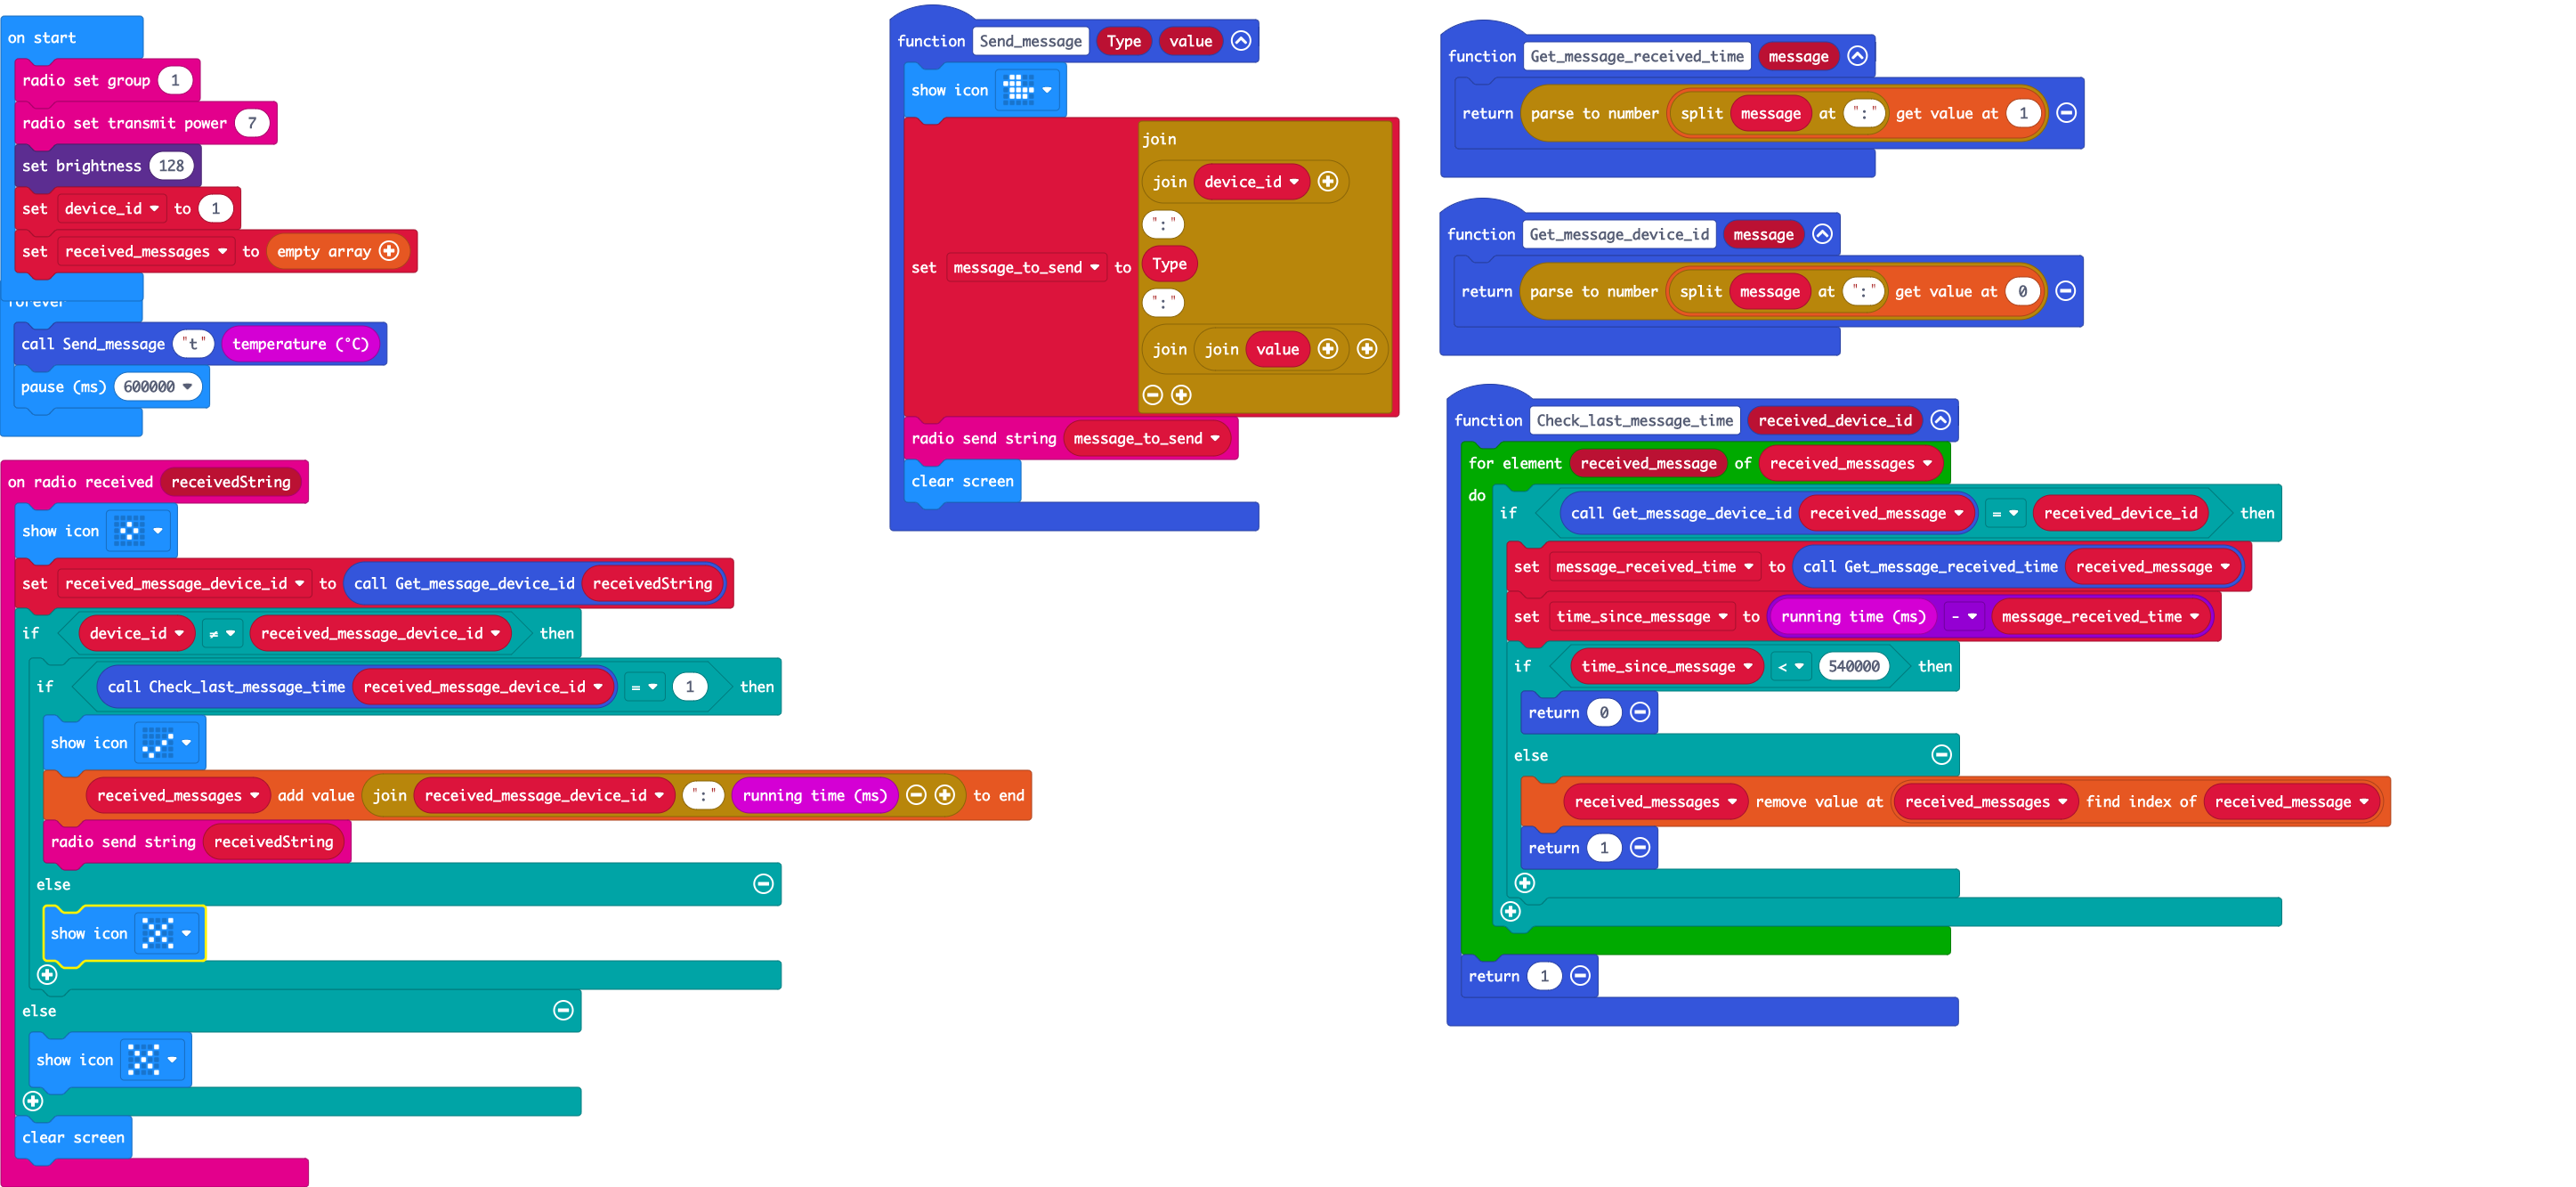 on start
radio set group 1
radio set transmit power 7
set brightness 128
set device_id to 1
set received_messages to empty array
forever
call Send_message "t" temperature (°C)
pause (ms) 600000
on radio received receivedString
show icon
set received_message_device_id to call Get_message_device_id receivedString
if device_id ≠ received_message_device_id then
if call Check_last_message_time received_message_device_id = 1 then
show icon
received_messages add value join received_message_device_id ":" running time (ms) to end
radio send string receivedString
else
show icon
else
show icon
clear screen
function Send_message Type value
show icon
set message_to_send to
join
join device_id
":"
Type
":"
join join value
radio send string message_to_send
clear screen
function Get_message_received_time message
return parse to number split message at ":" get value at 1
function Get_message_device_id message
return parse to number split message at ":" get value at 0
function Check_last_message_time received_device_id
for element received_message of received_messages
do
if call Get_message_device_id received_message = received_device_id then
set message_received_time to call Get_message_received_time received_message
set time_since_message to running time (ms) - message_received_time
if time_since_message < 540000 then
return 0
else
received_messages remove value at received_messages find index of received_message
return 1
return 1